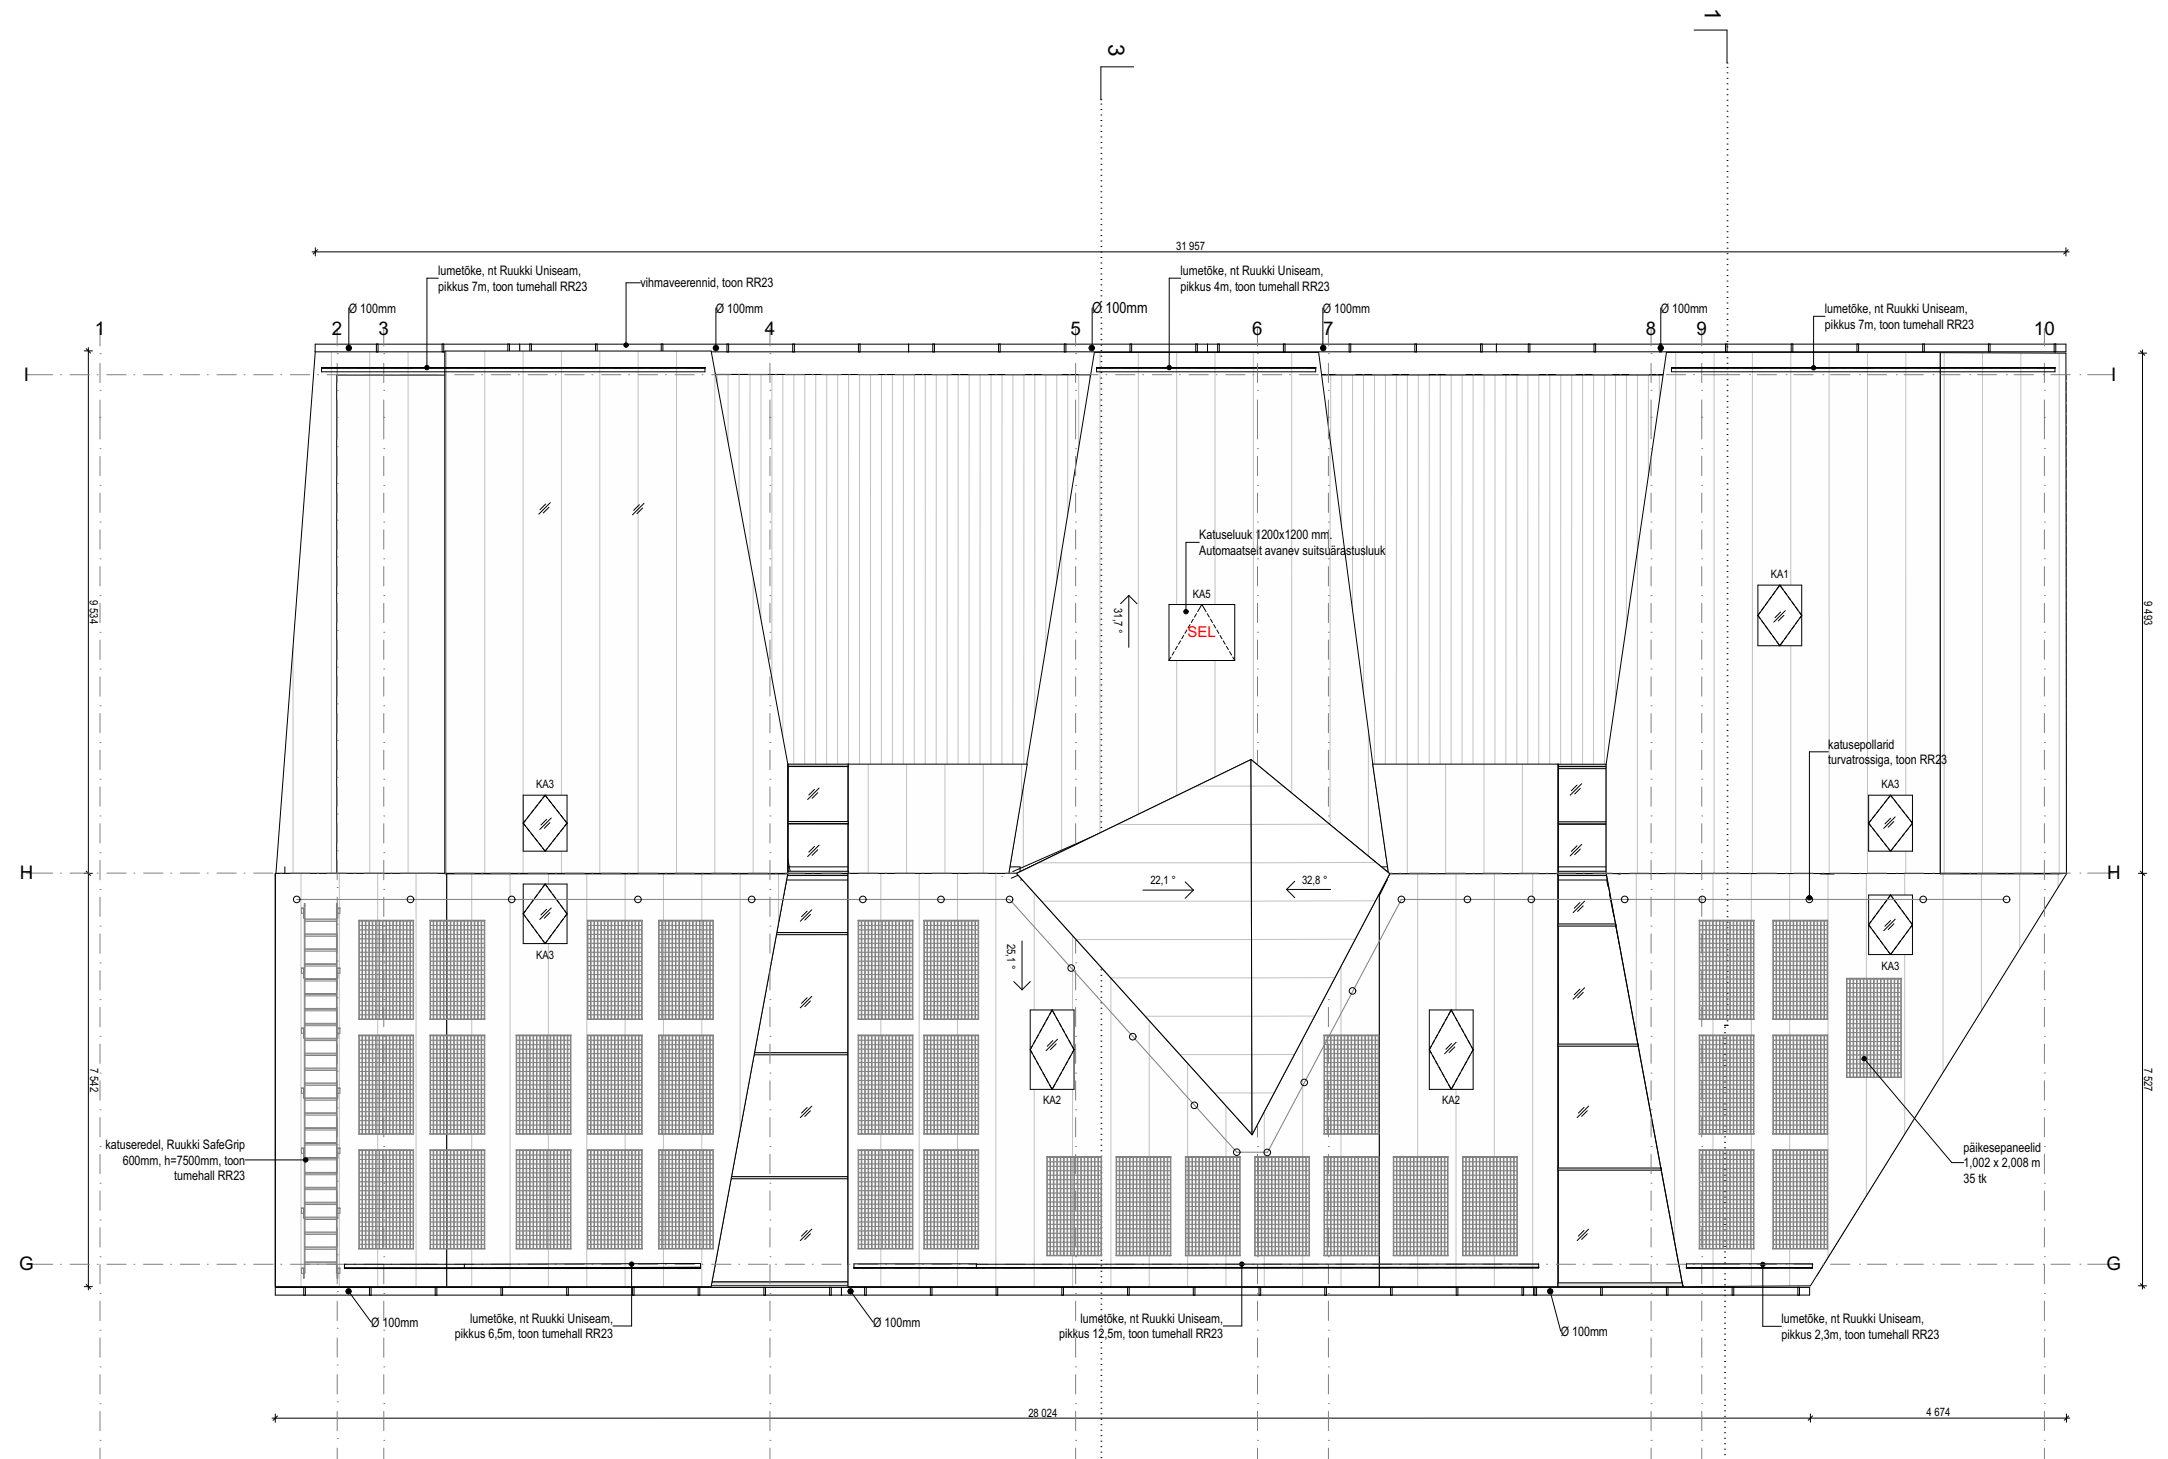 1
3
31 957
lumetõke, nt Ruukki Uniseam,
pikkus 7m, toon tumehall RR23
vihmaveerennid, toon RR23
lumetõke, nt Ruukki Uniseam,
pikkus 4m, toon tumehall RR23
lumetõke, nt Ruukki Uniseam,
pikkus 7m, toon tumehall RR23
Ø 100mm
Ø 100mm
Ø 100mm
Ø 100mm
Ø 100mm
1
2
3
4
5
6
7
8
9
10
I
I
Katuseluuk 1200x1200 mm.
Automaatseit avanev suitsuärastusluuk
KA5
SEL
31,7 °
KA1
9 534
9 493
katusepollarid
turvatrossiga, toon RR23
KA3
KA3
H
H
22,1 °
32,8 °
25,1 °
KA3
KA3
KA2
KA2
7 542
7 527
katuseredel, Ruukki SafeGrip
600mm, h=7500mm, toon
tumehall RR23
päikesepaneelid
1,002 x 2,008 m
35 tk
G
G
Ø 100mm
lumetõke, nt Ruukki Uniseam,
pikkus 6,5m, toon tumehall RR23
Ø 100mm
lumetõke, nt Ruukki Uniseam,
pikkus 12,5m, toon tumehall RR23
Ø 100mm
lumetõke, nt Ruukki Uniseam,
pikkus 2,3m, toon tumehall RR23
28 024
4 674